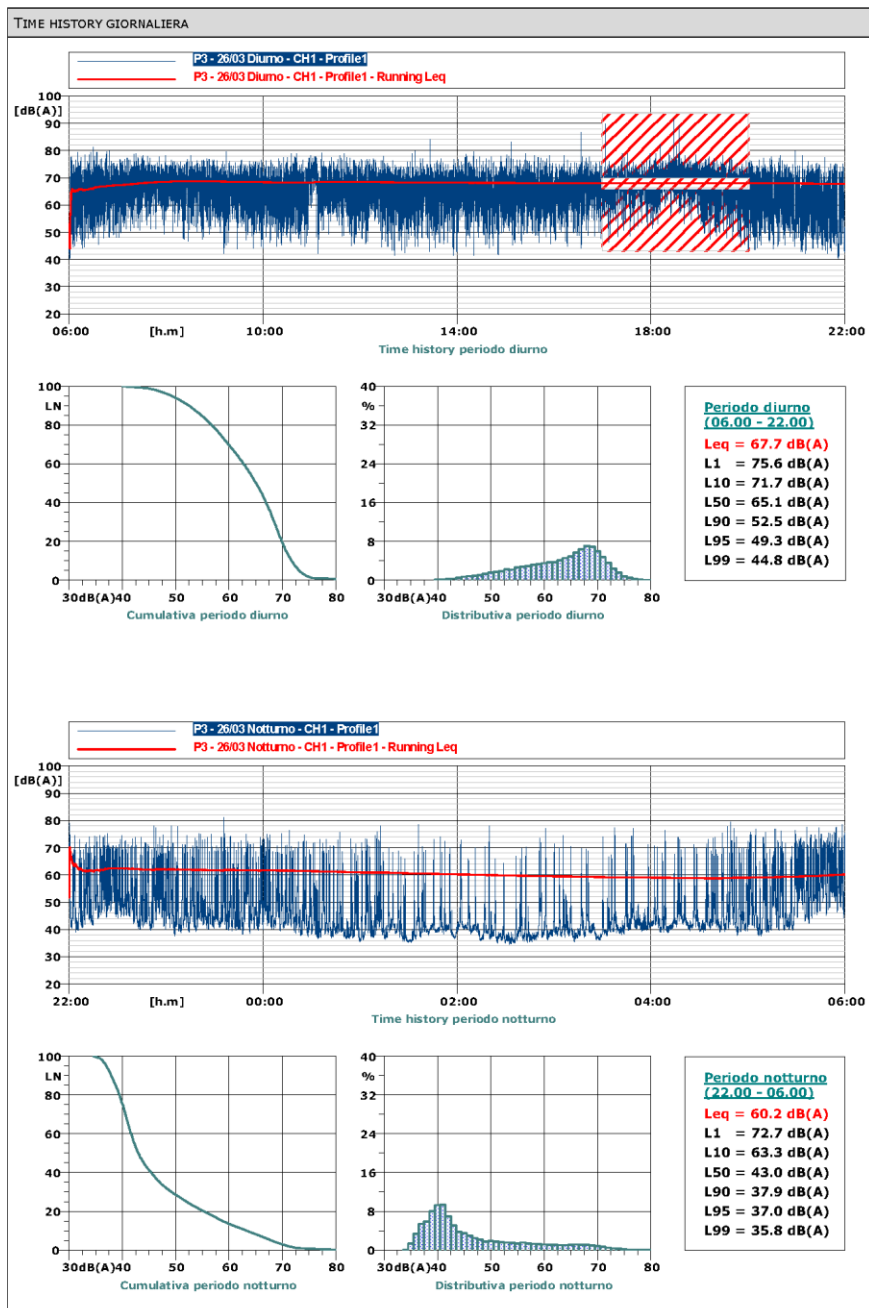 TIME HISTORY GIORNALIERA
P3 - 26/03 Diurno - CH1 - Profile1
P3 - 26/03 Diurno - CH1 - Profile1 - Running Leq
100
[dB(A)]
90
80
70
60
50
40
30
20
06:00 [h.m] 10:00 14:00 18:00 22:00
Time history periodo diurno
100
LN
80
60
40
20
0
30dB(A)40 50 60 70 80
Cumulativa periodo diurno
40
%
32
24
16
8
0
30dB(A)40 50 60 70 80
Distributiva periodo diurno
Periodo diurno
(06.00 - 22.00)
Leq = 67.7 dB(A)
L1 = 75.6 dB(A)
L10 = 71.7 dB(A)
L50 = 65.1 dB(A)
L90 = 52.5 dB(A)
L95 = 49.3 dB(A)
L99 = 44.8 dB(A)
P3 - 26/03 Notturno - CH1 - Profile1
P3 - 26/03 Notturno - CH1 - Profile1 - Running Leq
100
[dB(A)]
90
80
70
60
50
40
30
20
22:00 [h.m] 00:00 02:00 04:00 06:00
Time history periodo notturno
100
LN
80
60
40
20
0
30dB(A)40 50 60 70 80
Cumulativa periodo notturno
40
%
32
24
16
8
0
30dB(A)40 50 60 70 80
Distributiva periodo notturno
Periodo notturno
(22.00 - 06.00)
Leq = 60.2 dB(A)
L1 = 72.7 dB(A)
L10 = 63.3 dB(A)
L50 = 43.0 dB(A)
L90 = 37.9 dB(A)
L95 = 37.0 dB(A)
L99 = 35.8 dB(A)